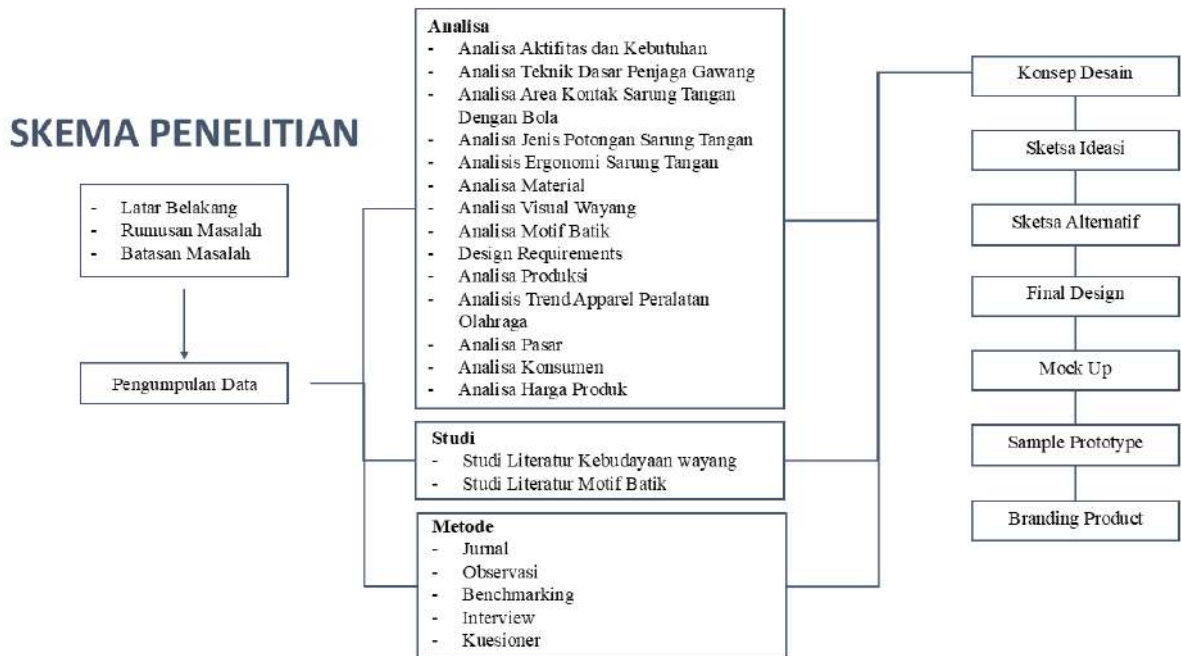 SKEMA PENELITIAN
- Latar Belakang
- Rumusan Masalah
- Batasan Masalah
Pengumpulan Data
Analisa
- Analisa Aktifitas dan Kebutuhan
- Analisa Teknik Dasar Penjaga Gawang
- Analisa Area Kontak Sarung Tangan
Dengan Bola
- Analisa Jenis Potongan Sarung Tangan
- Analisis Ergonomi Sarung Tangan
- Analisa Material
- Analisa Visual Wayang
- Analisa Motif Batik
- Design Requirements
- Analisa Produksi
- Analisis Trend Apparel Peralatan
Olahraga
- Analisa Pasar
- Analisa Konsumen
- Analisa Harga Produk
Studi
- Studi Literatur Kebudayaan wayang
- Studi Literatur Motif Batik
Metode
- Jurnal
- Observasi
- Benchmarking
- Interview
- Kuesioner
Konsep Desain
Sketsa Ideasi
Sketsa Alternatif
Final Design
Mock Up
Sample Prototype
Branding Product